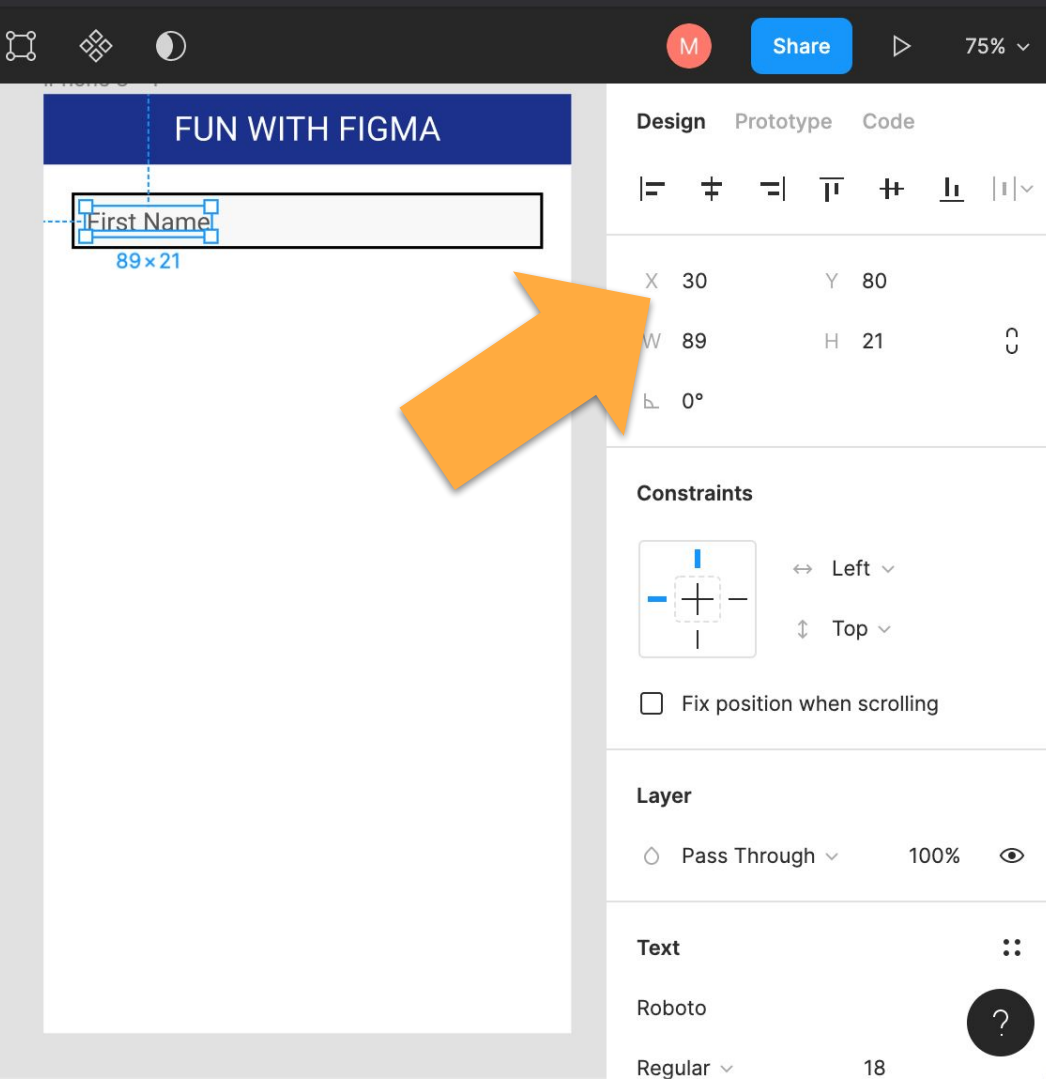 M
Share
75%
FUN WITH FIGMA
First Name
89 × 21
Design Prototype Code
X 30 Y 80
W 89 H 21
0°
Constraints
Left
Top
Fix position when scrolling
Layer
Pass Through 100%
Text
Roboto
?
Regular 18